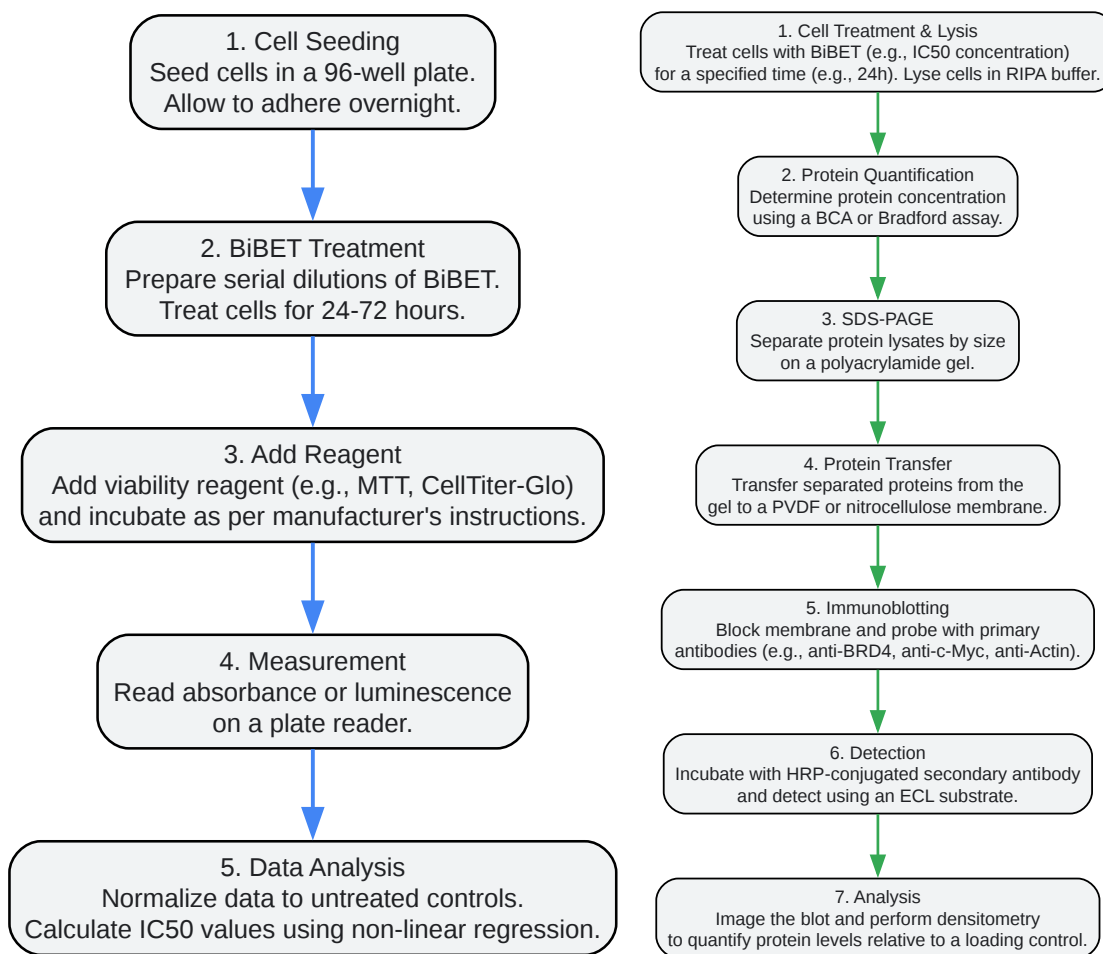 1. Cell Seeding
Seed cells in a 96-well plate.
Allow to adhere overnight.
2. BiBET Treatment
Prepare serial dilutions of BiBET.
Treat cells for 24-72 hours.
3. Add Reagent
Add viability reagent (e.g., MTT, CellTiter-Glo)
and incubate as per manufacturer's instructions.
4. Measurement
Read absorbance or luminescence
on a plate reader.
5. Data Analysis
Normalize data to untreated controls.
Calculate IC50 values using non-linear regression.
1. Cell Treatment & Lysis
Treat cells with BiBET (e.g., IC50 concentration)
for a specified time (e.g., 24h). Lyse cells in RIPA buffer.
2. Protein Quantification
Determine protein concentration
using a BCA or Bradford assay.
3. SDS-PAGE
Separate protein lysates by size
on a polyacrylamide gel.
4. Protein Transfer
Transfer separated proteins from the
gel to a PVDF or nitrocellulose membrane.
5. Immunoblotting
Block membrane and probe with primary
antibodies (e.g., anti-BRD4, anti-c-Myc, anti-Actin).
6. Detection
Incubate with HRP-conjugated secondary antibody
and detect using an ECL substrate.
7. Analysis
Image the blot and perform densitometry
to quantify protein levels relative to a loading control.